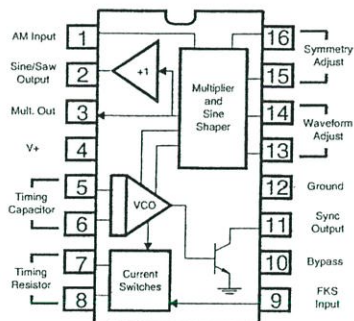 AM Input 1
Sine/Saw Output 2
Mult. Out 3
V+ 4
Timing Capacitor 5
6
Timing Resistor 7
8
+1
Multiplier and Sine Shaper
VCO
Current Switches
16 Symmetry Adjust
15
14 Waveform Adjust
13
12 Ground
11 Sync Output
10 Bypass
9 FKS Input